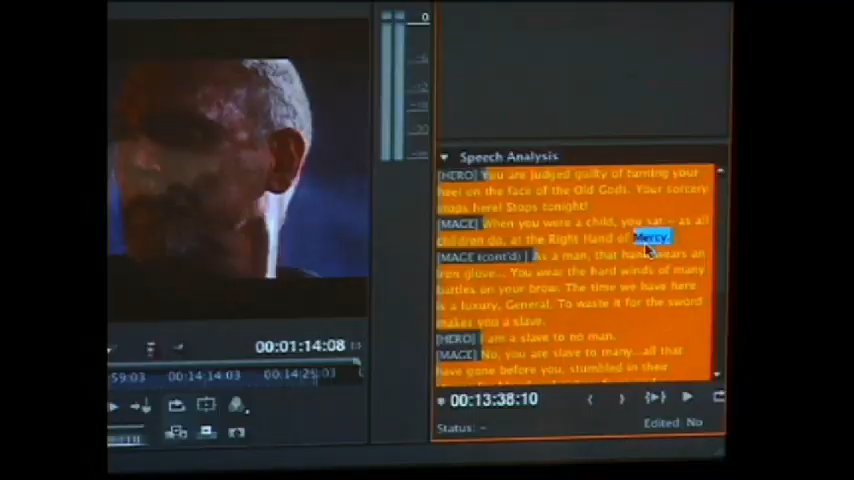 0
-12
-18
Speech Analysis
[HERO] You are judged guilty of turning your
heel on the face of the Old Gods. Your sorcery
stops here! Stops tonight!
[MAGE] When you were a child, you sat - as all
children do, at the Right Hand of Mercy.
[MAGE (cont'd) ] As a man, that hand wears an
iron glove... You wear the hard winds of many
battles on your brow. The time we have here
is a luxury, General. To waste it for the sword
makes you a slave.
[HERO] I am a slave to no man.
[MAGE] No, you are slave to many...all that
have gone before you, stumbled in their
00:01:14:08
59:03 00:14:14:03 00:14:29:03
00:13:38:10
Status: -
Edited: No